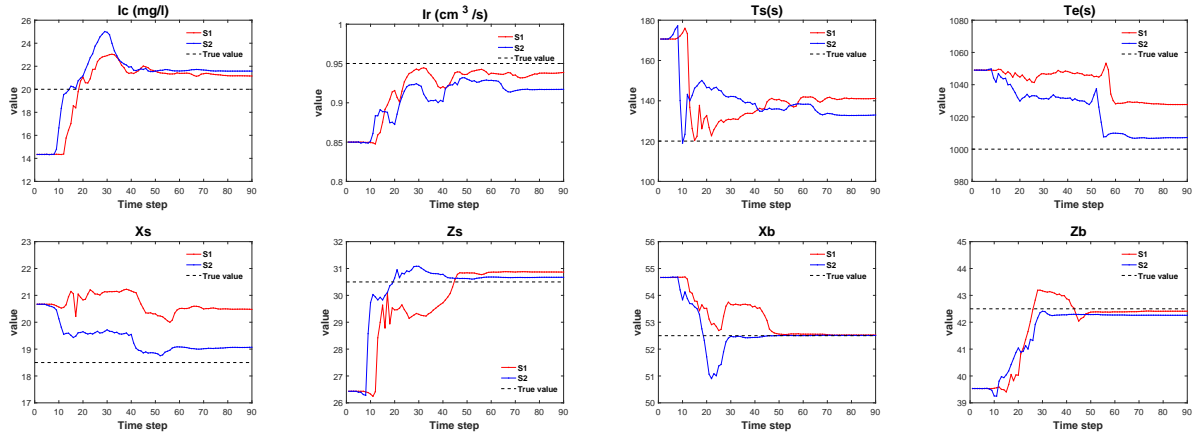 Ic (mg/l)
26
24
22
20
18
16
14
12
value
S1
S2
True value
0 10 20 30 40 50 60 70 80 90
Time step
Ir (cm 3 /s)
1
0.95
0.9
0.85
0.8
value
S1
S2
True value
0 10 20 30 40 50 60 70 80 90
Time step
Ts(s)
180
160
140
120
100
value
S1
S2
True value
0 10 20 30 40 50 60 70 80 90
Time step
Te(s)
1080
1060
1040
1020
1000
980
value
S1
S2
True value
0 10 20 30 40 50 60 70 80 90
Time step
Xs
23
22
21
20
19
18
17
value
S1
S2
True value
0 10 20 30 40 50 60 70 80 90
Time step
Zs
32
31
30
29
28
27
26
value
S1
S2
True value
0 10 20 30 40 50 60 70 80 90
Time step
Xb
56
55
54
53
52
51
50
value
S1
S2
True value
0 10 20 30 40 50 60 70 80 90
Time step
Zb
45
44
43
42
41
40
39
value
S1
S2
True value
0 10 20 30 40 50 60 70 80 90
Time step